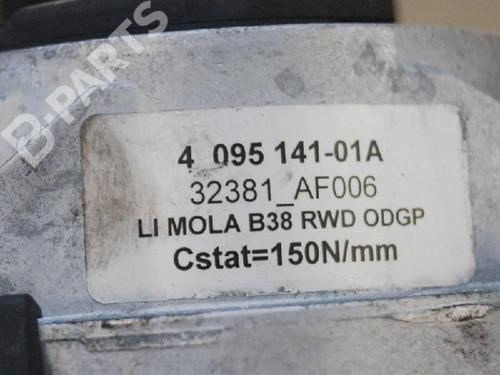 B-PARTS
4 095 141-01A
32381_AF006
LI MOLA B38 RWD ODGP
Cstat=150N/mm